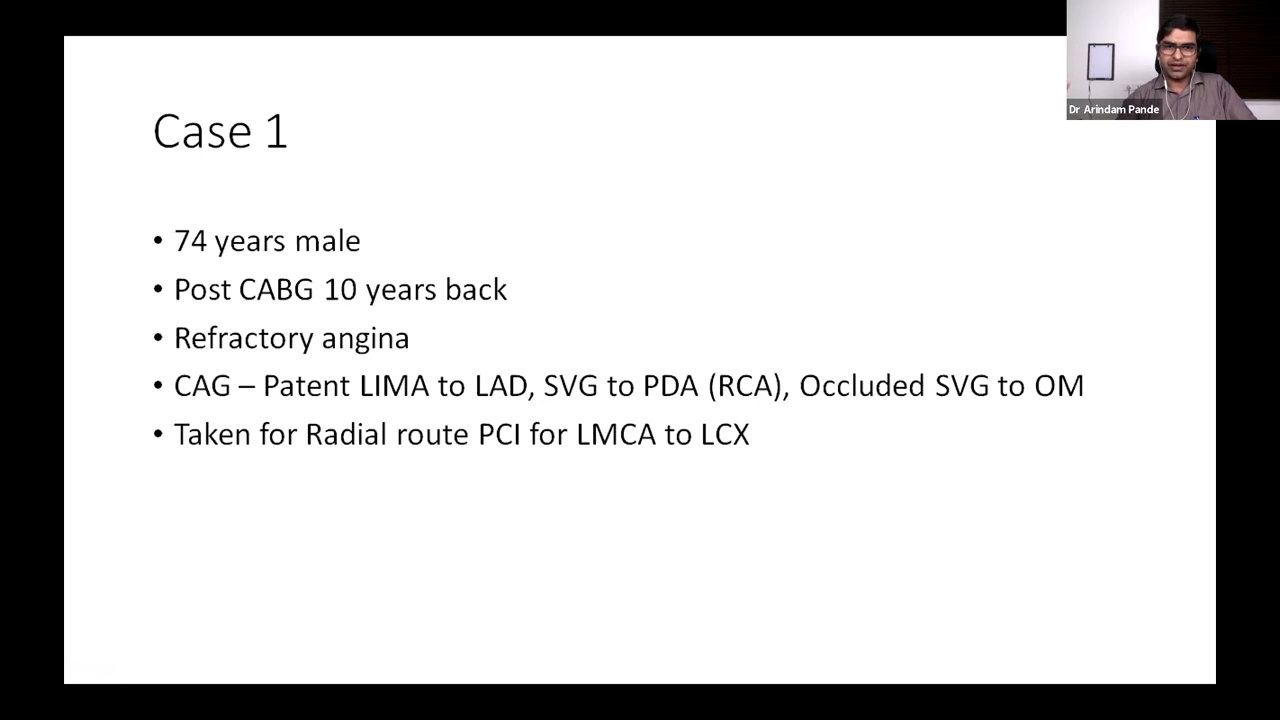 Dr Arindam Pande
Case 1
• 74 years male
• Post CABG 10 years back
• Refractory angina
• CAG – Patent LIMA to LAD, SVG to PDA (RCA), Occluded SVG to OM
• Taken for Radial route PCI for LMCA to LCX